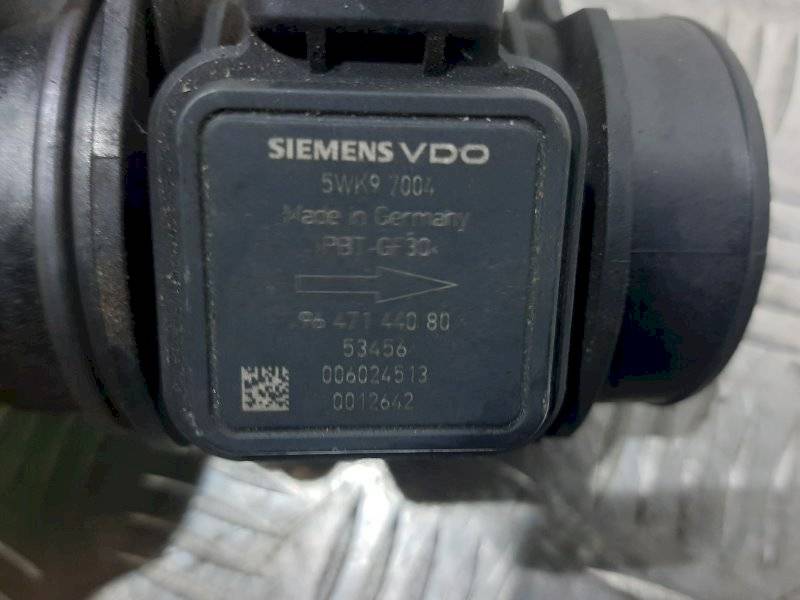 SIEMENS VDO
5WK9 7004
Made in Germany
>PBT-GF30<
96 471 440 80
53456
006024513
0012642